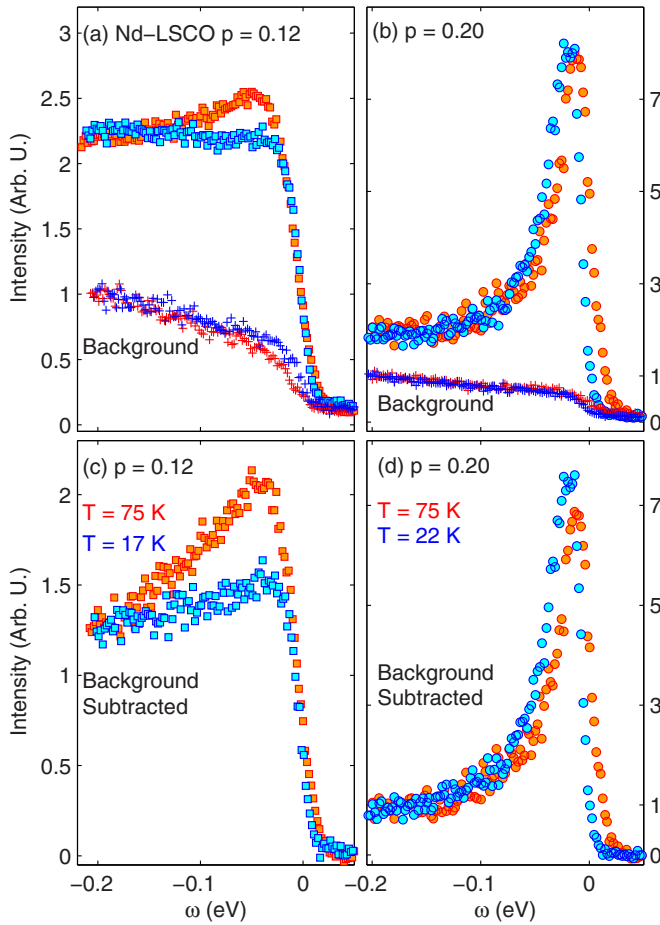 (a) Nd−LSCO p = 0.12
(b) p = 0.20
Intensity (Arb. U.)
3
2.5
2
1.5
1
0.5
0
Background
Background
7
5
3
1
0
(c) p = 0.12
(d) p = 0.20
T = 75 K
T = 17 K
T = 75 K
T = 22 K
Intensity (Arb. U.)
2
1.5
1
0.5
0
Background
Subtracted
Background
Subtracted
7
5
3
1
0
−0.2
−0.1
0
−0.2
−0.1
0
ω (eV)
ω (eV)